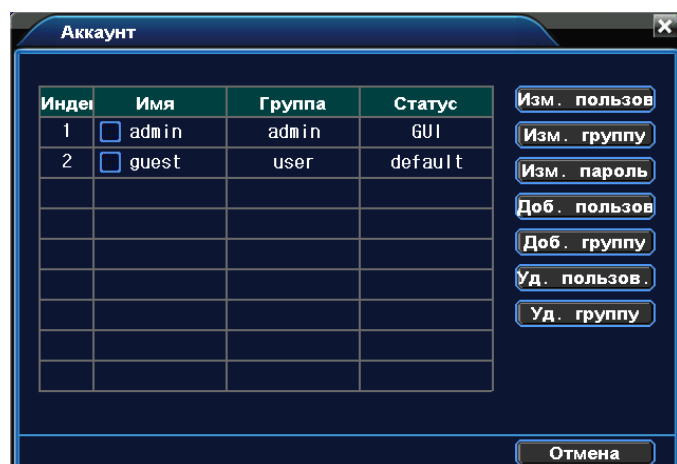 Аккаунт
Индек Имя Группа Статус
1 admin admin GUI
2 guest user default
Изм. пользов
Изм. группу
Изм. пароль
Доб. пользов
Доб. группу
Уд. пользов.
Уд. группу
Отмена